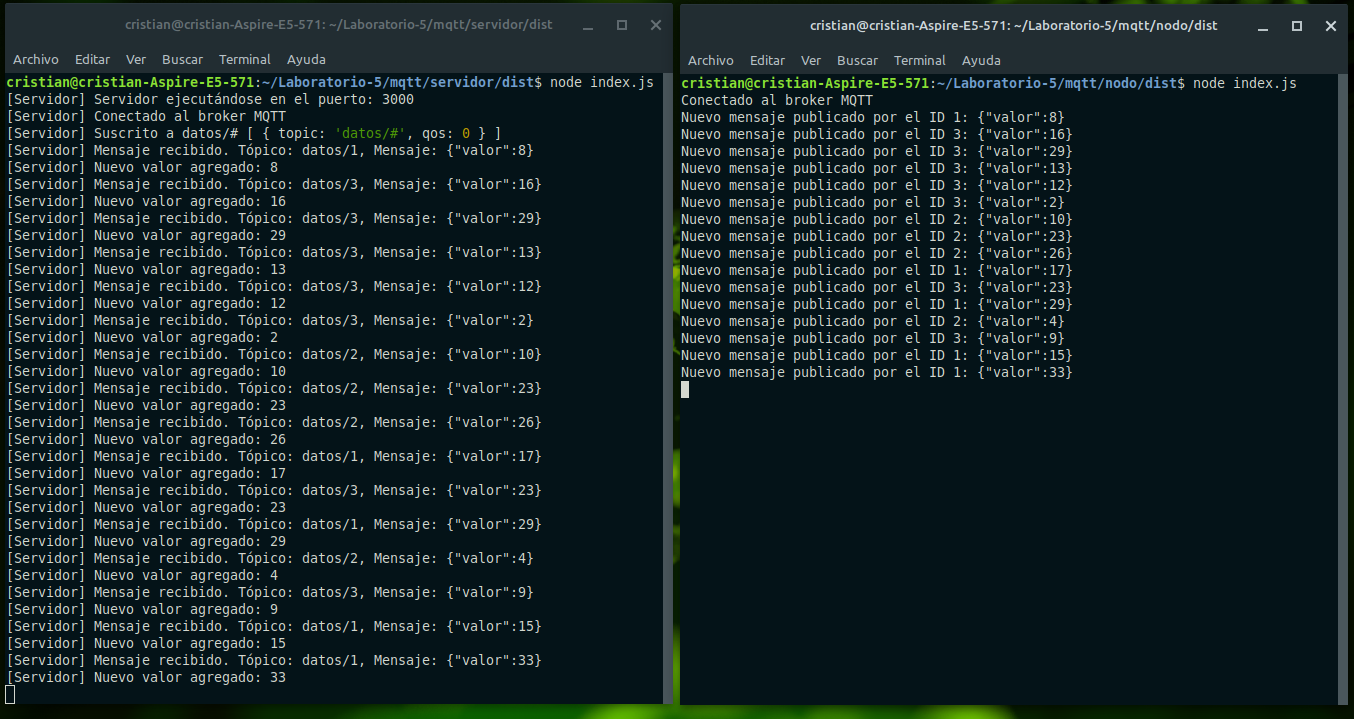 cristian@cristian-Aspire-E5-571: ~/Laboratorio-5/mqtt/servidor/dist
Archivo Editar Ver Buscar Terminal Ayuda
cristian@cristian-Aspire-E5-571:~/Laboratorio-5/mqtt/servidor/dist$ node index.js
[Servidor] Servidor ejecutándose en el puerto: 3000
[Servidor] Conectado al broker MQTT
[Servidor] Suscrito a datos/# [ { topic: 'datos/#', qos: 0 } ]
[Servidor] Mensaje recibido. Tópico: datos/1, Mensaje: {"valor":8}
[Servidor] Nuevo valor agregado: 8
[Servidor] Mensaje recibido. Tópico: datos/3, Mensaje: {"valor":16}
[Servidor] Nuevo valor agregado: 16
[Servidor] Mensaje recibido. Tópico: datos/3, Mensaje: {"valor":29}
[Servidor] Nuevo valor agregado: 29
[Servidor] Mensaje recibido. Tópico: datos/3, Mensaje: {"valor":13}
[Servidor] Nuevo valor agregado: 13
[Servidor] Mensaje recibido. Tópico: datos/3, Mensaje: {"valor":12}
[Servidor] Nuevo valor agregado: 12
[Servidor] Mensaje recibido. Tópico: datos/3, Mensaje: {"valor":2}
[Servidor] Nuevo valor agregado: 2
[Servidor] Mensaje recibido. Tópico: datos/2, Mensaje: {"valor":10}
[Servidor] Nuevo valor agregado: 10
[Servidor] Mensaje recibido. Tópico: datos/2, Mensaje: {"valor":23}
[Servidor] Nuevo valor agregado: 23
[Servidor] Mensaje recibido. Tópico: datos/2, Mensaje: {"valor":26}
[Servidor] Nuevo valor agregado: 26
[Servidor] Mensaje recibido. Tópico: datos/1, Mensaje: {"valor":17}
[Servidor] Nuevo valor agregado: 17
[Servidor] Mensaje recibido. Tópico: datos/3, Mensaje: {"valor":23}
[Servidor] Nuevo valor agregado: 23
[Servidor] Mensaje recibido. Tópico: datos/1, Mensaje: {"valor":29}
[Servidor] Nuevo valor agregado: 29
[Servidor] Mensaje recibido. Tópico: datos/2, Mensaje: {"valor":4}
[Servidor] Nuevo valor agregado: 4
[Servidor] Mensaje recibido. Tópico: datos/3, Mensaje: {"valor":9}
[Servidor] Nuevo valor agregado: 9
[Servidor] Mensaje recibido. Tópico: datos/1, Mensaje: {"valor":15}
[Servidor] Nuevo valor agregado: 15
[Servidor] Mensaje recibido. Tópico: datos/1, Mensaje: {"valor":33}
[Servidor] Nuevo valor agregado: 33
cristian@cristian-Aspire-E5-571: ~/Laboratorio-5/mqtt/nodo/dist
Archivo Editar Ver Buscar Terminal Ayuda
cristian@cristian-Aspire-E5-571:~/Laboratorio-5/mqtt/nodo/dist$ node index.js
Conectado al broker MQTT
Nuevo mensaje publicado por el ID 1: {"valor":8}
Nuevo mensaje publicado por el ID 3: {"valor":16}
Nuevo mensaje publicado por el ID 3: {"valor":29}
Nuevo mensaje publicado por el ID 3: {"valor":13}
Nuevo mensaje publicado por el ID 3: {"valor":12}
Nuevo mensaje publicado por el ID 3: {"valor":2}
Nuevo mensaje publicado por el ID 2: {"valor":10}
Nuevo mensaje publicado por el ID 2: {"valor":23}
Nuevo mensaje publicado por el ID 2: {"valor":26}
Nuevo mensaje publicado por el ID 1: {"valor":17}
Nuevo mensaje publicado por el ID 3: {"valor":23}
Nuevo mensaje publicado por el ID 1: {"valor":29}
Nuevo mensaje publicado por el ID 2: {"valor":4}
Nuevo mensaje publicado por el ID 3: {"valor":9}
Nuevo mensaje publicado por el ID 1: {"valor":15}
Nuevo mensaje publicado por el ID 1: {"valor":33}